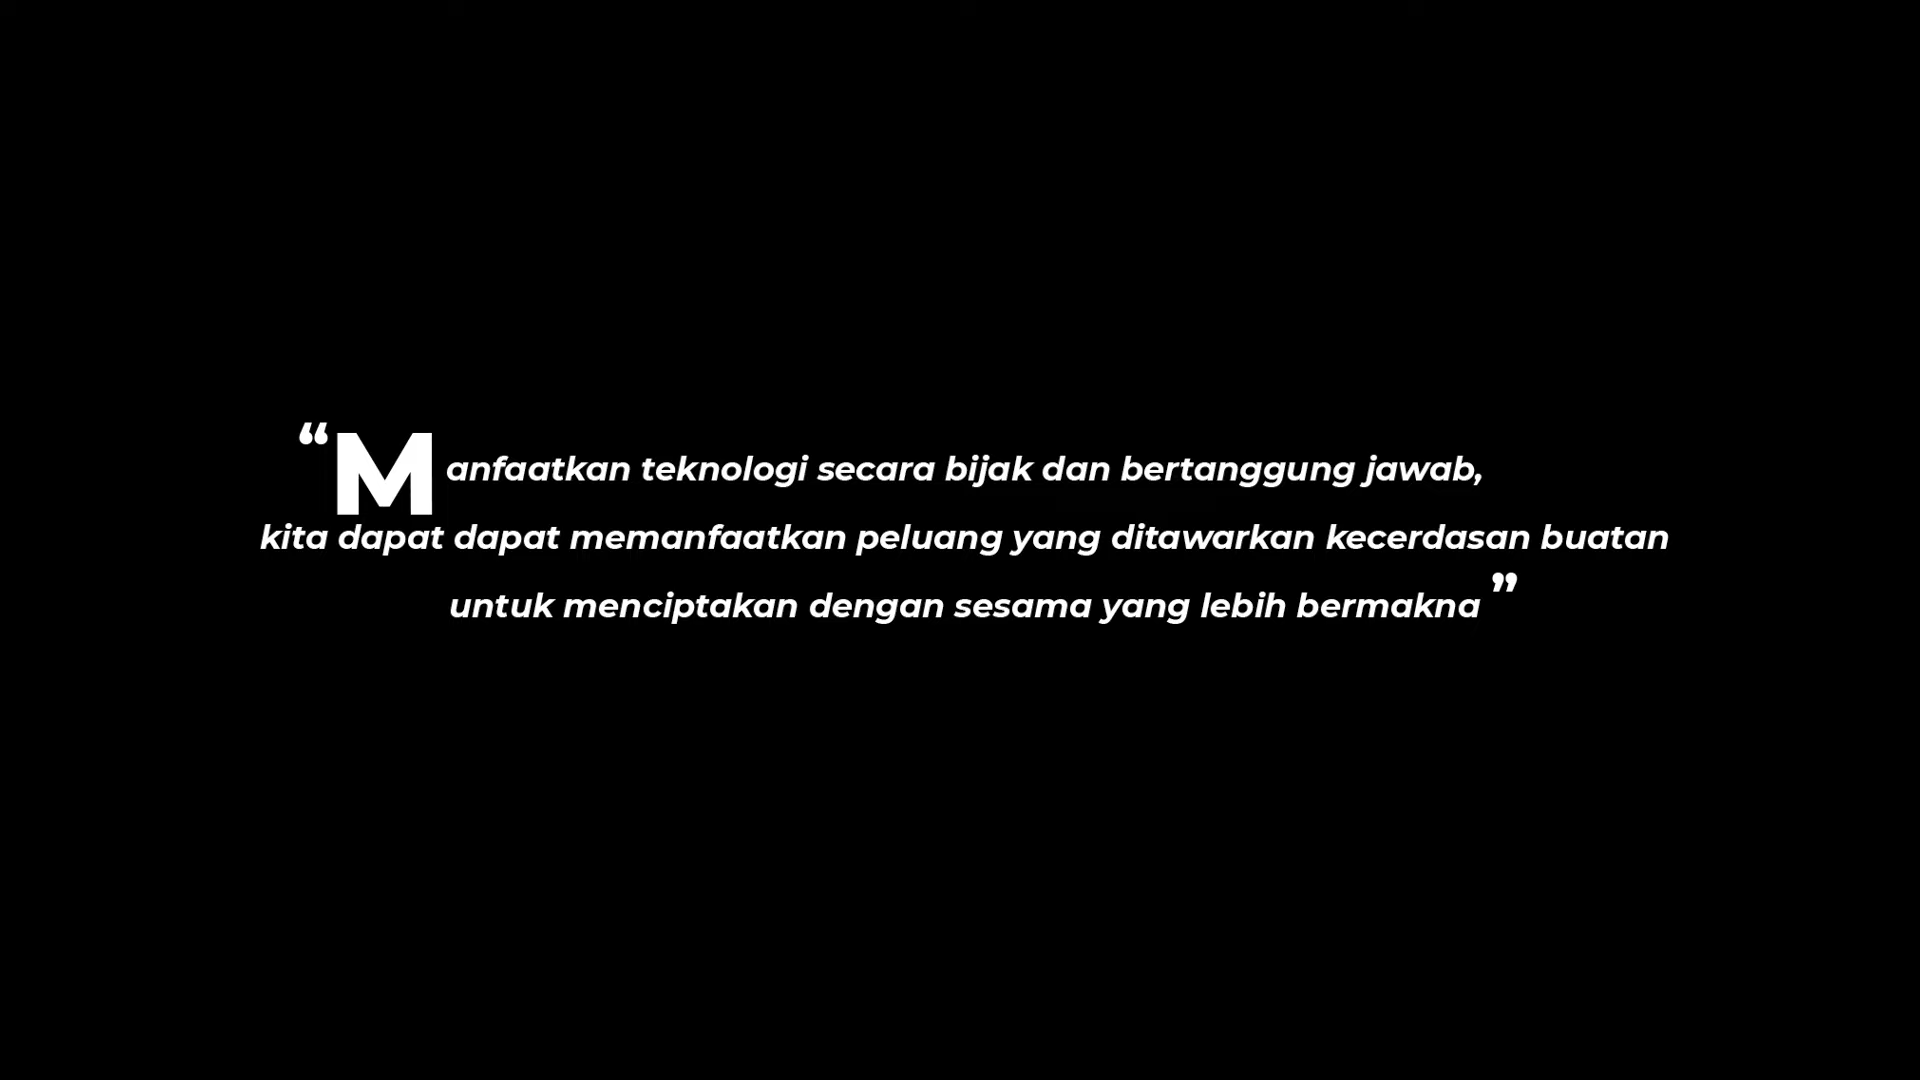 “Manfaatkan teknologi secara bijak dan bertanggung jawab,
kita dapat dapat memanfaatkan peluang yang ditawarkan kecerdasan buatan
untuk menciptakan dengan sesama yang lebih bermakna”